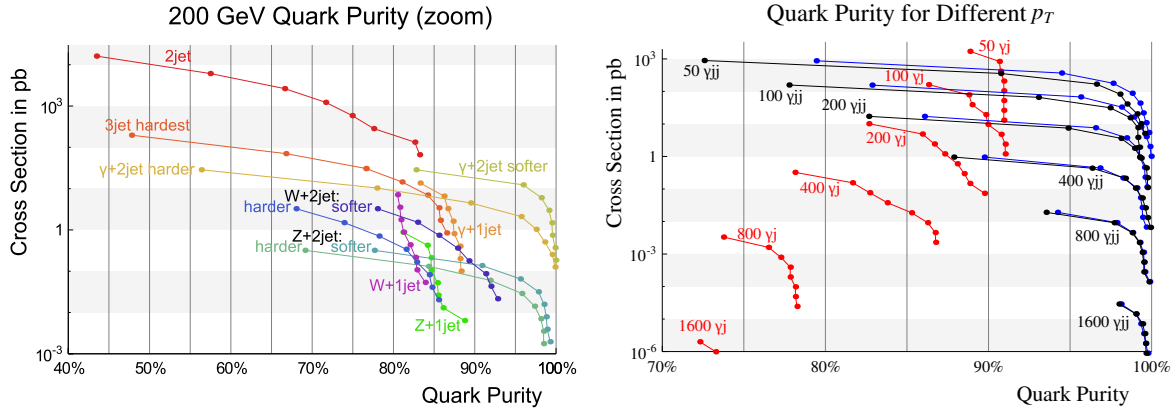 200 GeV Quark Purity (zoom)
Cross Section in pb
10³
1
10⁻³
2jet
3jet hardest
γ+2jet harder
γ+2jet softer
W+2jet:
harder
softer
γ+1jet
Z+2jet:
harder
softer
W+1jet
Z+1jet
40%
50%
60%
70%
80%
90%
100%
Quark Purity
Quark Purity for Different pT
Cross Section in pb
10³
1
10⁻³
10⁻⁶
50 γj
50 γjj
100 γj
100 γjj
200 γjj
200 γj
400 γjj
400 γj
800 γj
800 γjj
1600 γjj
1600 γj
70%
80%
90%
100%
Quark Purity